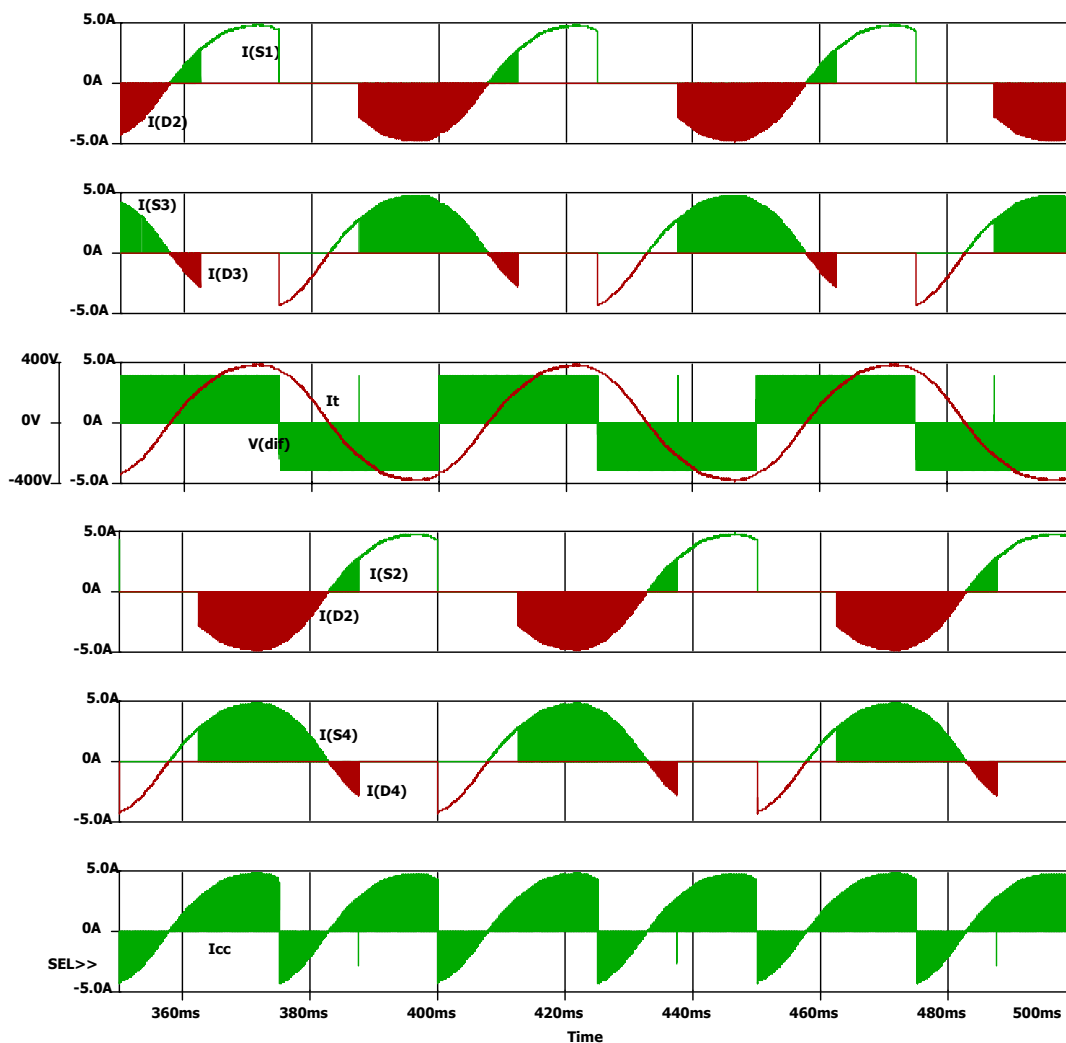 5.0A
I(S1)
0A
I(D2)
-5.0A
5.0A
I(S3)
0A
I(D3)
-5.0A
400V 5.0A
It
0V 0A
V(dif)
-400V -5.0A
5.0A
I(S2)
0A
I(D2)
-5.0A
5.0A
I(S4)
0A
I(D4)
-5.0A
5.0A
0A
Icc
SEL>>
-5.0A
360ms 380ms 400ms 420ms 440ms 460ms 480ms 500ms
Time